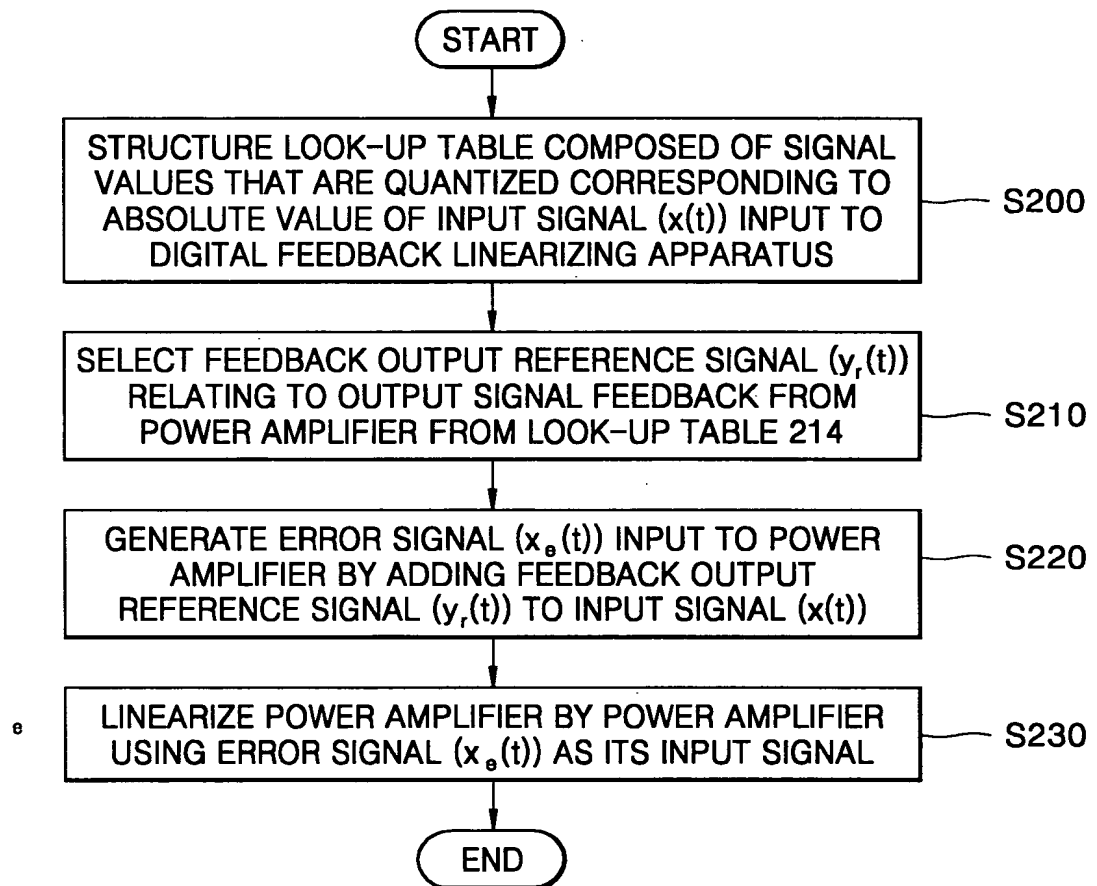 START
STRUCTURE LOOK-UP TABLE COMPOSED OF SIGNAL
VALUES THAT ARE QUANTIZED CORRESPONDING TO
ABSOLUTE VALUE OF INPUT SIGNAL (x(t)) INPUT TO
DIGITAL FEEDBACK LINEARIZING APPARATUS
S200
SELECT FEEDBACK OUTPUT REFERENCE SIGNAL (yᵣ(t))
RELATING TO OUTPUT SIGNAL FEEDBACK FROM
POWER AMPLIFIER FROM LOOK-UP TABLE 214
S210
GENERATE ERROR SIGNAL (xₑ(t)) INPUT TO POWER
AMPLIFIER BY ADDING FEEDBACK OUTPUT
REFERENCE SIGNAL (yᵣ(t)) TO INPUT SIGNAL (x(t))
S220
e
LINEARIZE POWER AMPLIFIER BY POWER AMPLIFIER
USING ERROR SIGNAL (xₑ(t)) AS ITS INPUT SIGNAL
S230
END